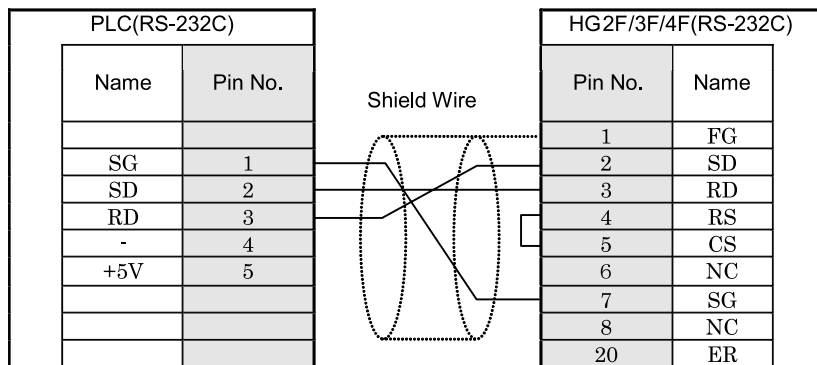 PLC(RS-232C) HG2F/3F/4F(RS-232C)
Name Pin No. Shield Wire Pin No. Name
1 FG
SG 1 2 SD
SD 2 3 RD
RD 3 4 RS
- 4 5 CS
+5V 5 6 NC
7 SG
8 NC
20 ER